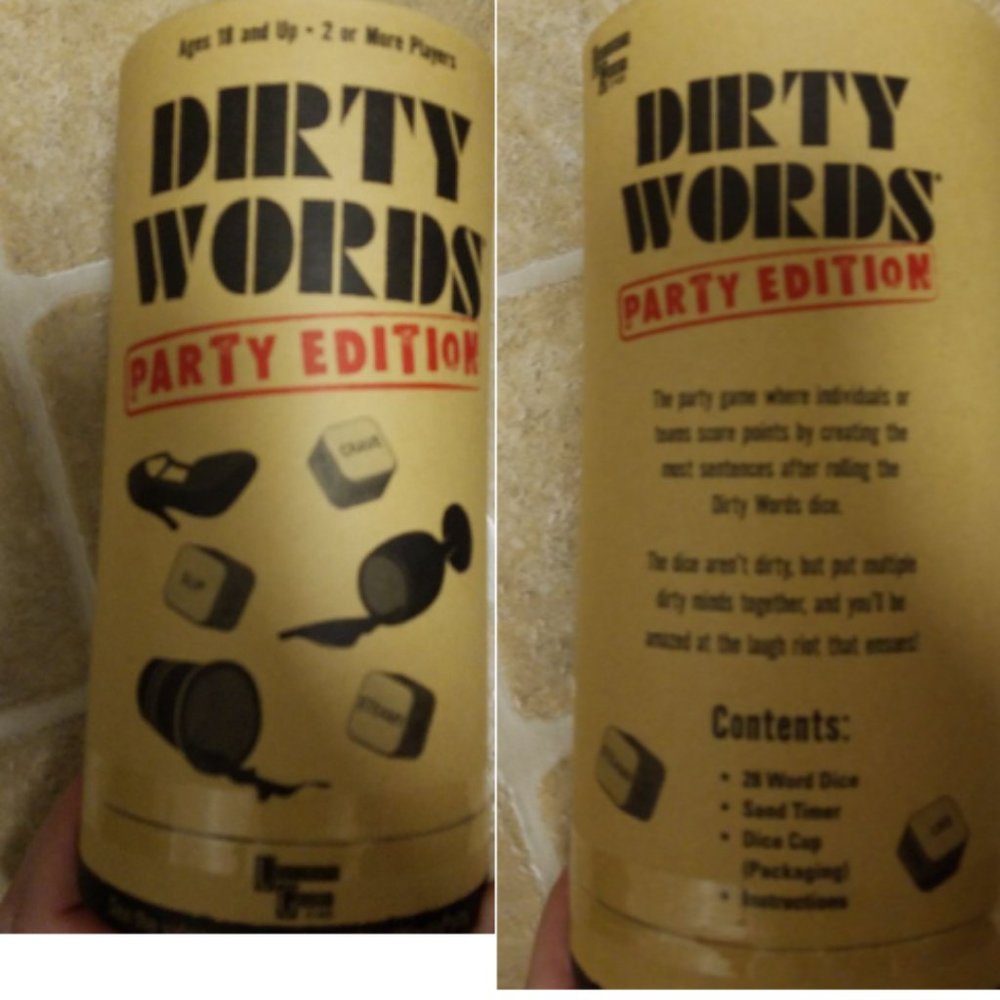 Ages 18 and Up • 2 or More Players
DIRTY
WORDS
PARTY EDITION
SLIP
DIRTY
WORDS
PARTY EDITION
The party game where individuals or
teams score points by creating the
most sentences after rolling the
Dirty Words dice.
The dice aren't dirty, but put multiple
dirty minds together, and you'll be
amazed at the laugh riot that ensues!
Contents:
• 26 Word Dice
• Sand Timer
• Dice Cup
(Packaging)
• Instructions